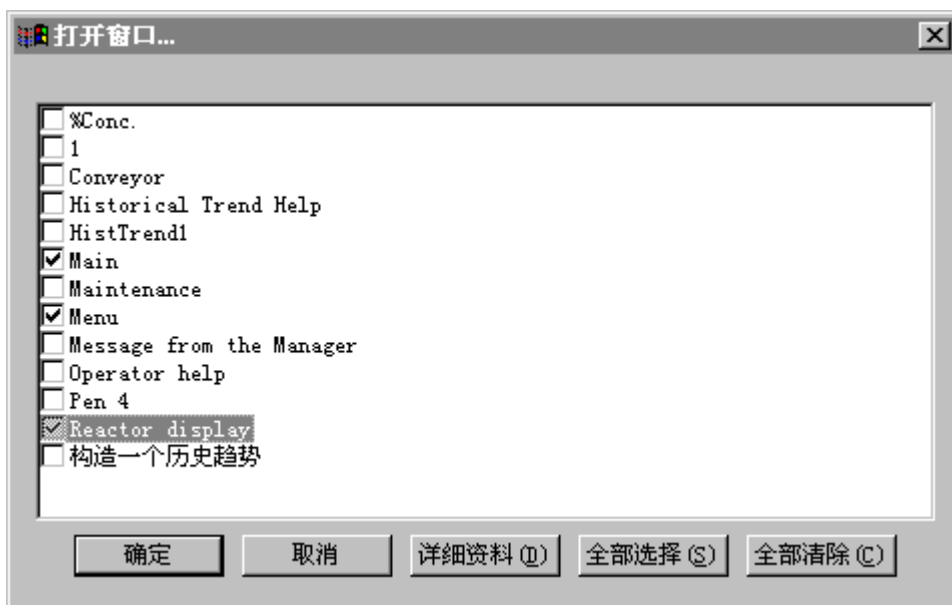 打开窗口...
%Conc.
1
Conveyor
Historical Trend Help
HistTrend1
Main
Maintenance
Menu
Message from the Manager
Operator help
Pen 4
Reactor display
构造一个历史趋势
确定 取消 详细资料(D) 全部选择(S) 全部清除(C)